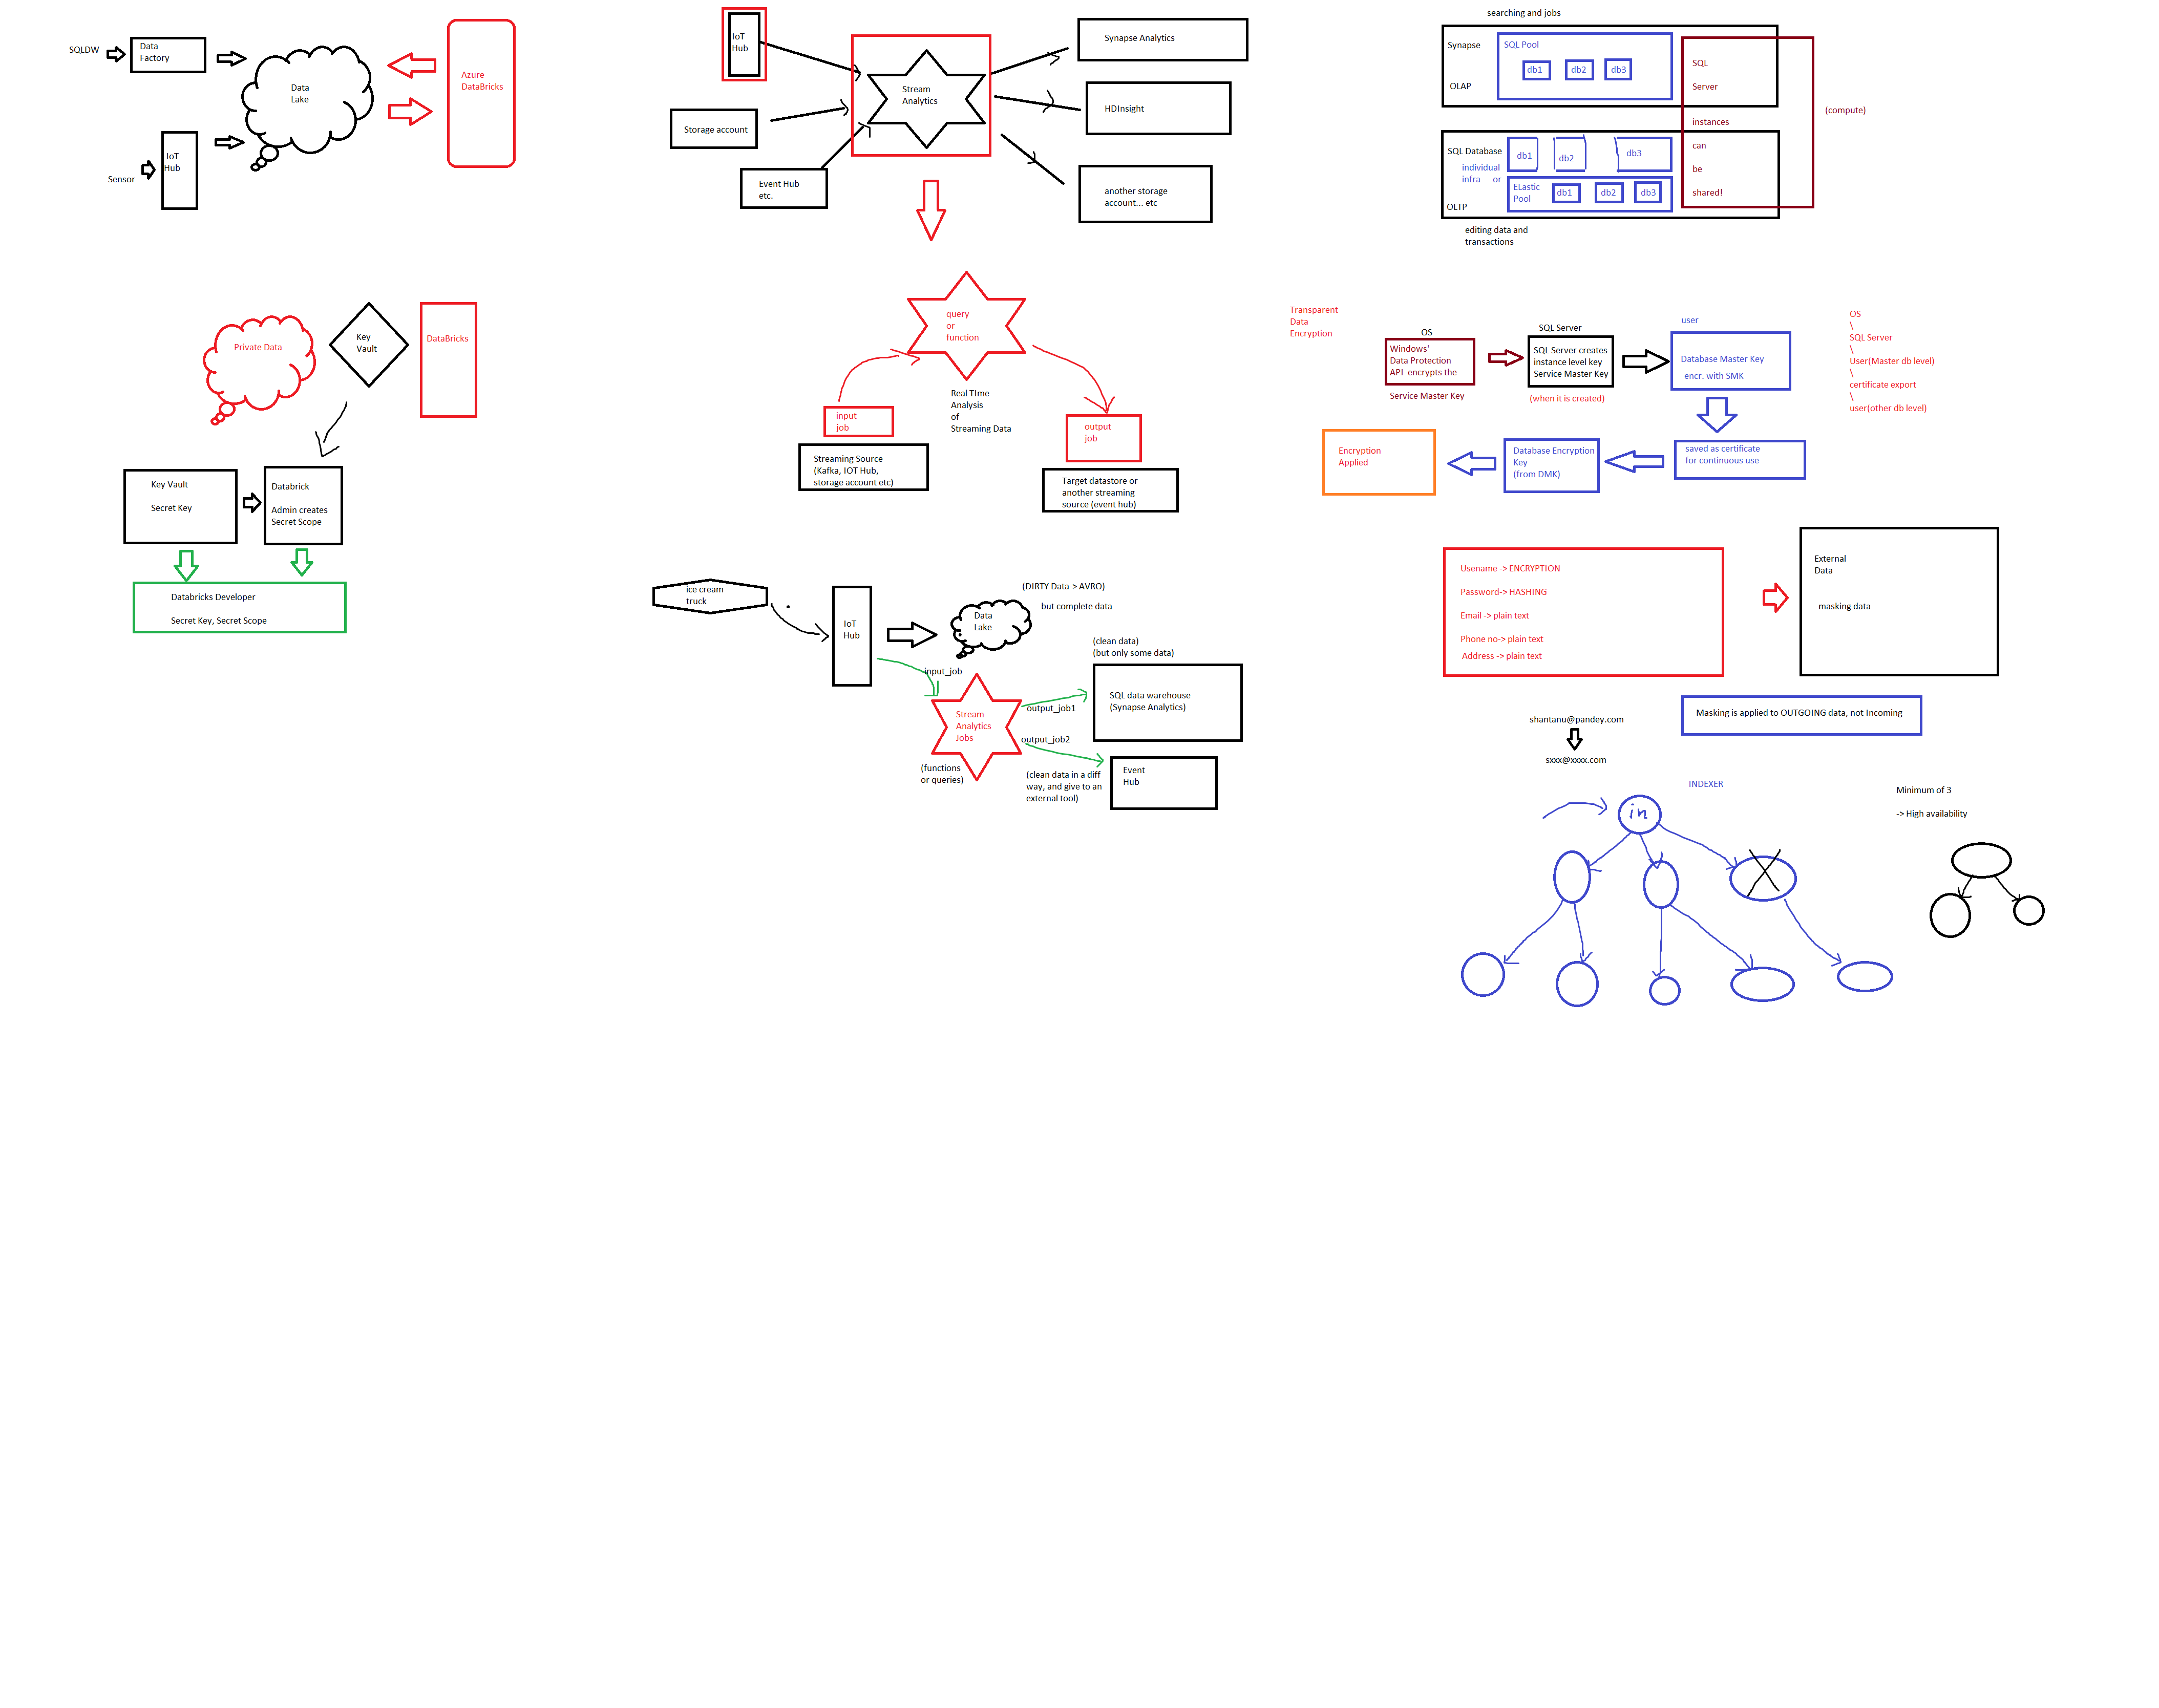 SQLDW
Data
Factory
Data
Lake
Azure
DataBricks
Sensor
IoT
Hub
Private Data
Key
Vault
DataBricks
Key Vault
Secret Key
Databrick
Admin creates
Secret Scope
Databricks Developer
Secret Key, Secret Scope
IoT
Hub
Storage account
Event Hub
etc.
Stream
Analytics
Synapse Analytics
HDInsight
another storage
account... etc
query
or
function
input
job
Real TIme
Analysis
of
Streaming Data
output
job
Streaming Source
(Kafka, IOT Hub,
storage account etc)
Target datastore or
another streaming
source (event hub)
ice cream
truck
IoT
Hub
Data
Lake
(DIRTY Data-> AVRO)
but complete data
(clean data)
(but only some data)
input_job
Stream
Analytics
Jobs
(functions
or queries)
output_job1
output_job2
SQL data warehouse
(Synapse Analytics)
(clean data in a diff
way, and give to an
external tool)
Event
Hub
searching and jobs
Synapse
OLAP
SQL Pool
db1
db2
db3
SQL
Server
instances
can
be
shared!
(compute)
SQL Database
individual
infra or
OLTP
db1
db2
db3
ELastic
Pool
db1
db2
db3
editing data and
transactions
Transparent
Data
Encryption
OS
Windows'
Data Protection
API encrypts the
Service Master Key
SQL Server
SQL Server creates
instance level key
Service Master Key
(when it is created)
user
Database Master Key
encr. with SMK
saved as certificate
for continuous use
Database Encryption
Key
(from DMK)
Encryption
Applied
OS
\
SQL Server
\
User(Master db level)
\
certificate export
\
user(other db level)
Usename -> ENCRYPTION
Password-> HASHING
Email -> plain text
Phone no-> plain text
Address -> plain text
External
Data
masking data
Masking is applied to OUTGOING data, not Incoming
shantanu@pandey.com
sxxx@xxxx.com
INDEXER
in
Minimum of 3
-> High availability